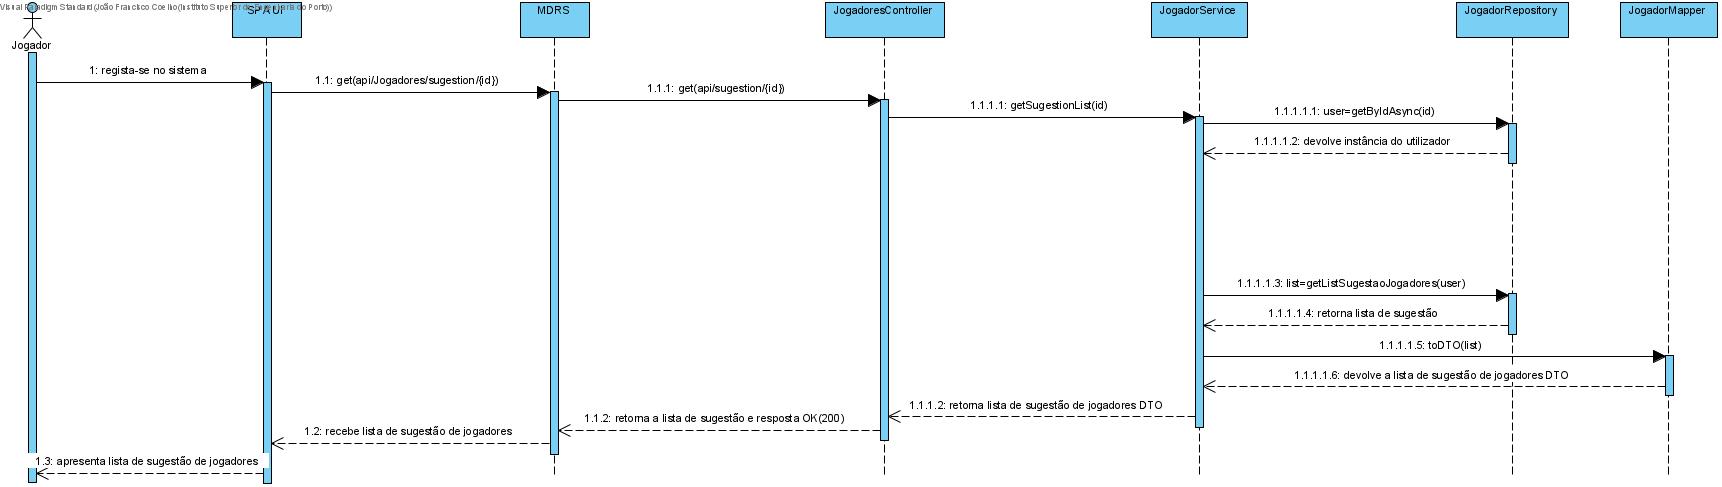 Visual Paradigm Standard(João Francisco Coelho(Instituto Superior de Engenharia do Porto))
Jogador
SPA UI
MDRS
JogadoresController
JogadorService
JogadorRepository
JogadorMapper
1: regista-se no sistema
1.1: get(api/Jogadores/sugestion/{id})
1.1.1: get(api/sugestion/{id})
1.1.1.1: getSugestionList(id)
1.1.1.1.1: user=getByIdAsync(id)
1.1.1.1.2: devolve instância do utilizador
1.1.1.1.3: list=getListSugestaoJogadores(user)
1.1.1.1.4: retorna lista de sugestão
1.1.1.1.5: toDTO(list)
1.1.1.1.6: devolve a lista de sugestão de jogadores DTO
1.1.1.2: retorna lista de sugestão de jogadores DTO
1.1.2: retorna a lista de sugestão e resposta OK(200)
1.2: recebe lista de sugestão de jogadores
1.3: apresenta lista de sugestão de jogadores